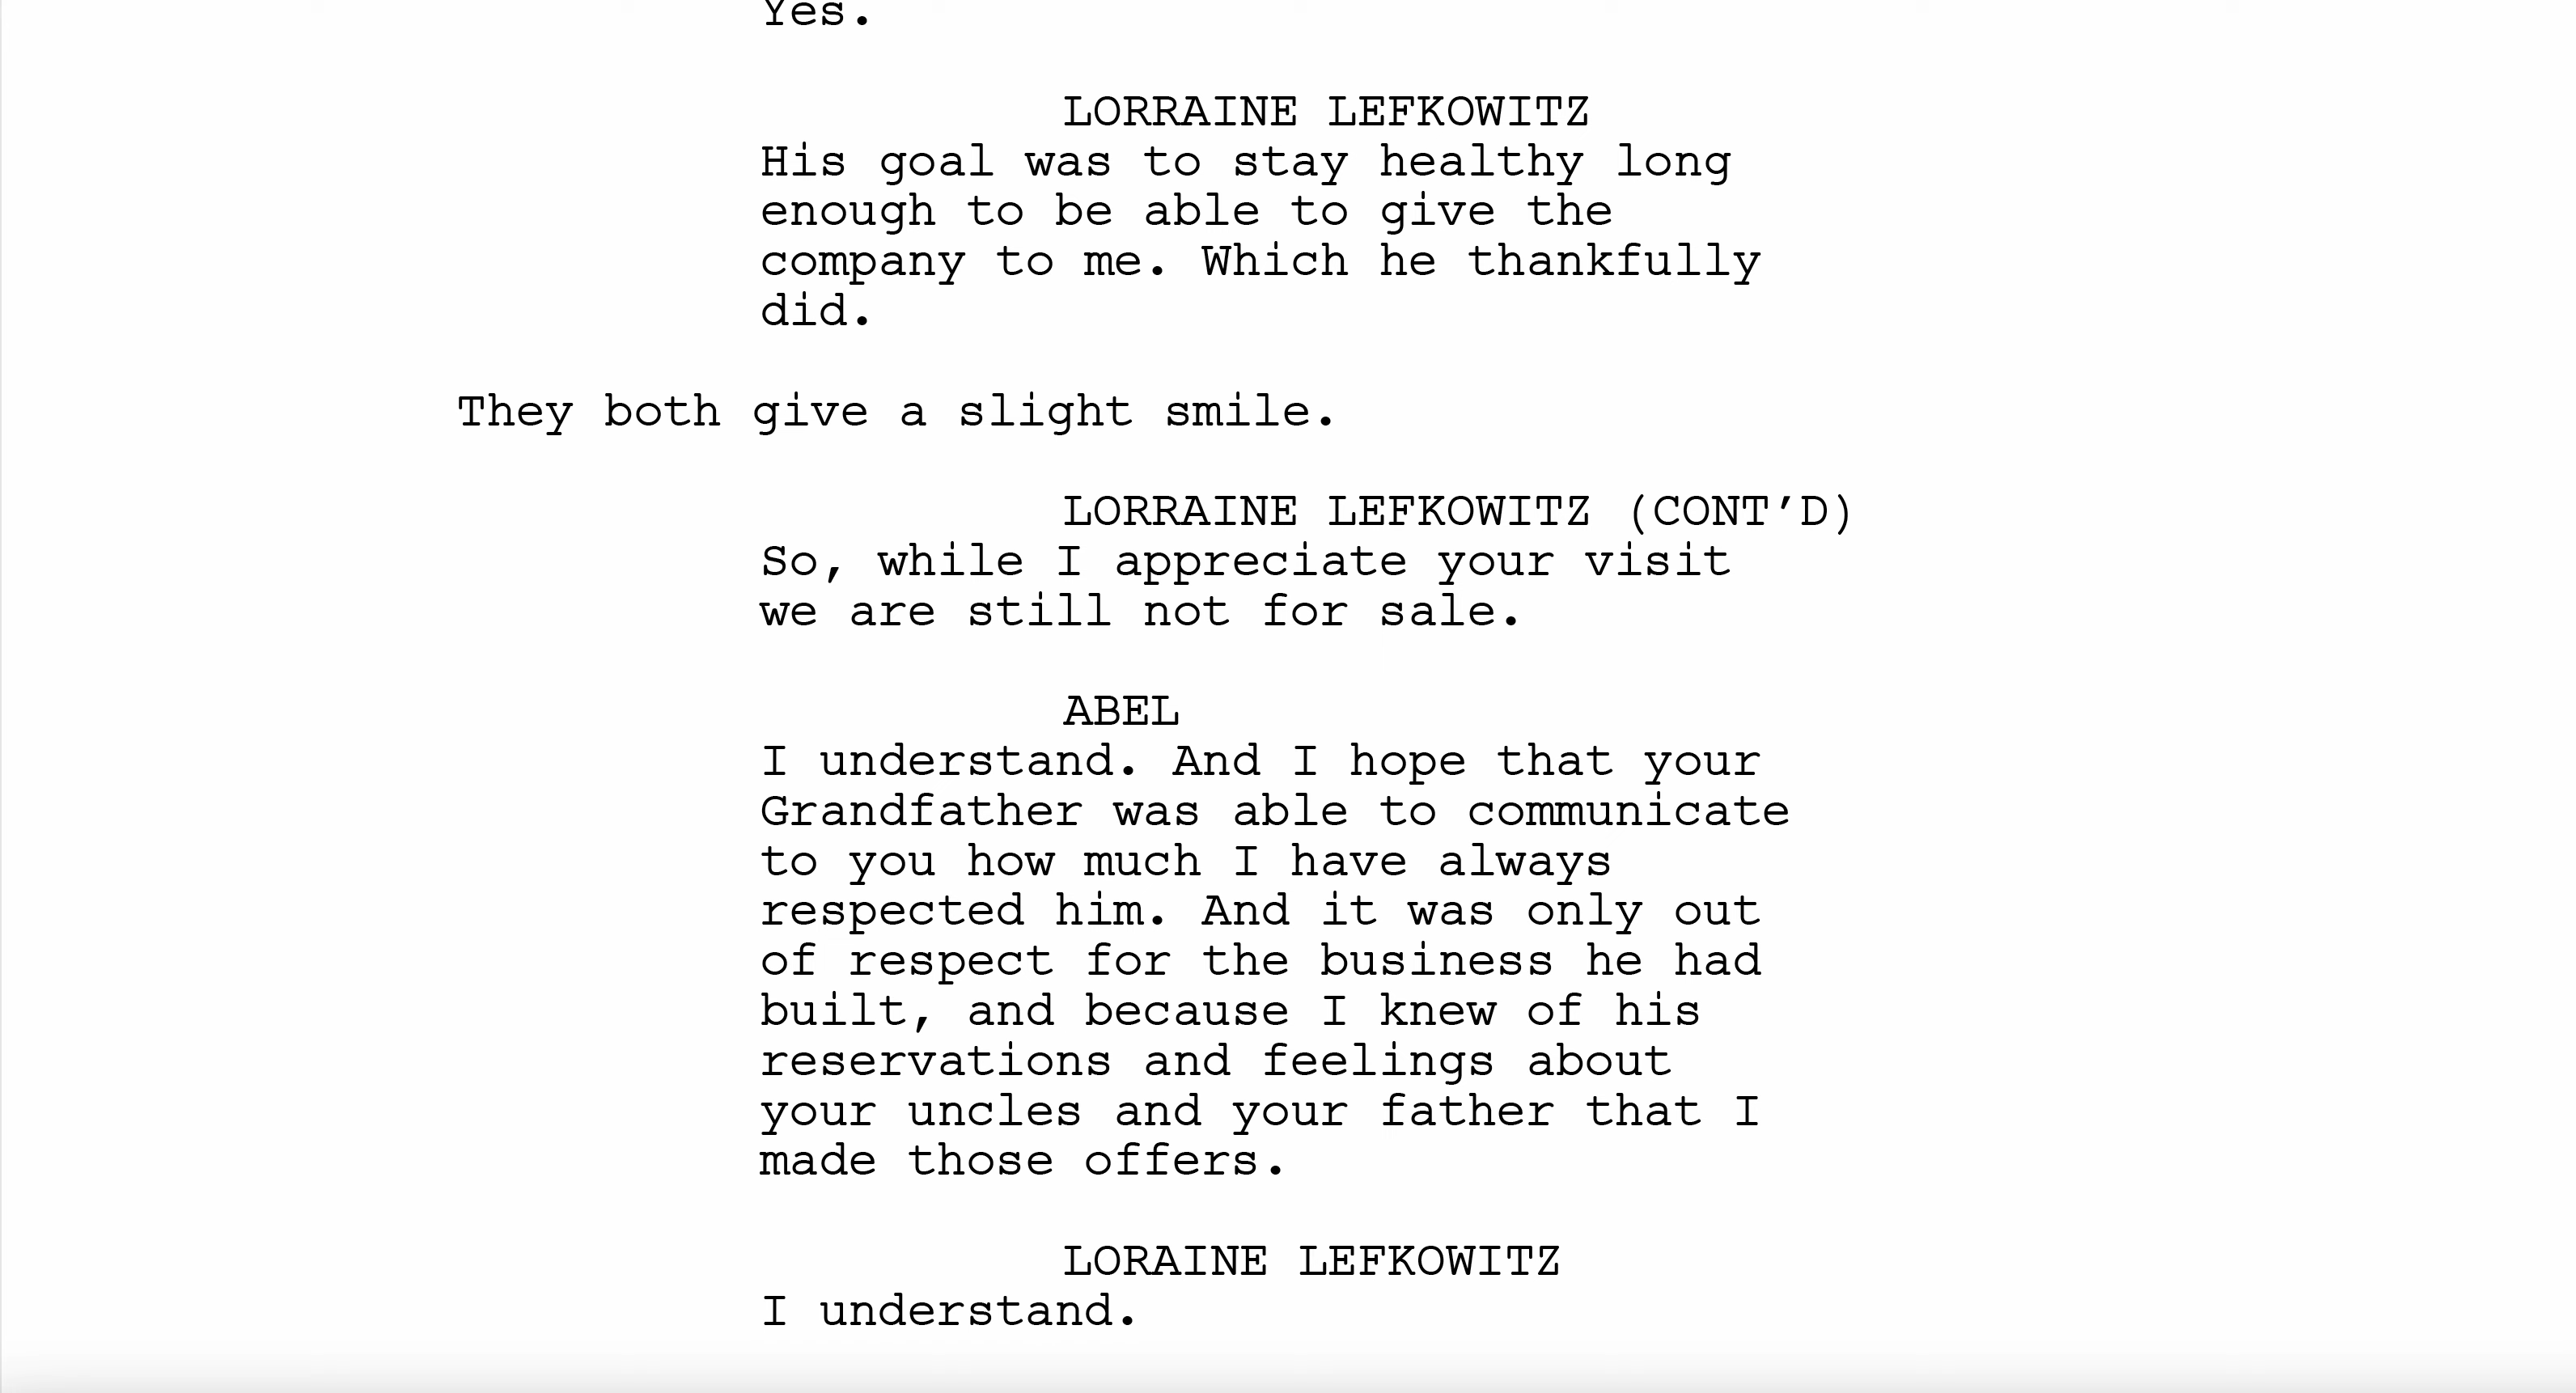 Yes.
LORRAINE LEFKOWITZ
His goal was to stay healthy long
enough to be able to give the
company to me. Which he thankfully
did.
They both give a slight smile.
LORRAINE LEFKOWITZ (CONT’D)
So, while I appreciate your visit
we are still not for sale.
ABEL
I understand. And I hope that your
Grandfather was able to communicate
to you how much I have always
respected him. And it was only out
of respect for the business he had
built, and because I knew of his
reservations and feelings about
your uncles and your father that I
made those offers.
LORAINE LEFKOWITZ
I understand.